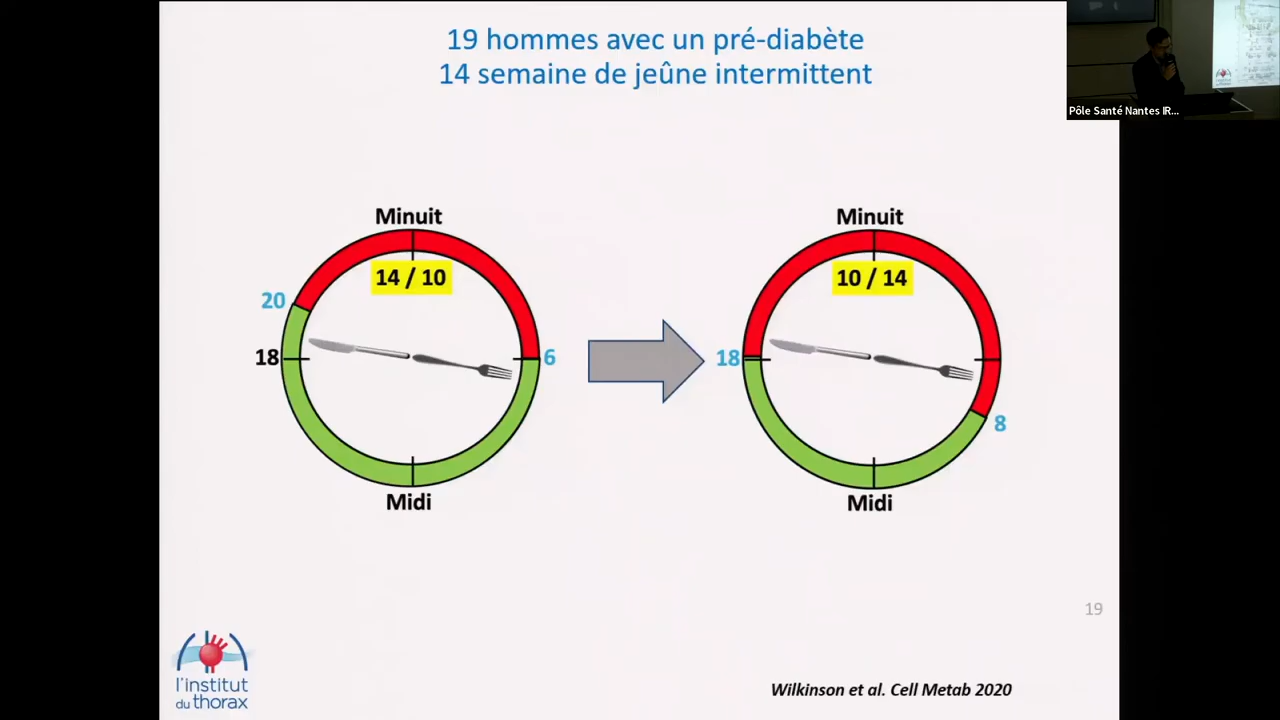 19 hommes avec un pré-diabète
14 semaine de jeûne intermittent
Pôle Santé Nantes IR...
Minuit
14 / 10
20
18
6
Midi
Minuit
10 / 14
18
8
Midi
19
l'institut
du thorax
Wilkinson et al. Cell Metab 2020